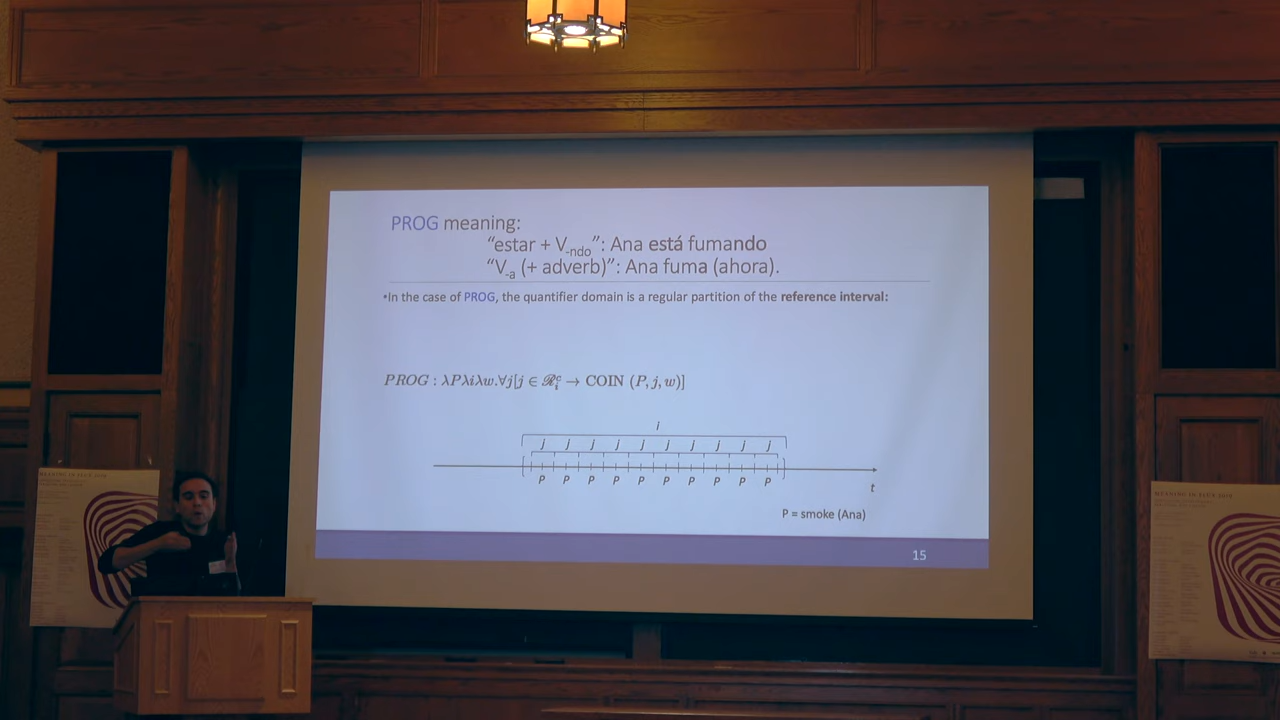 PROG meaning:
“estar + V-ndo”: Ana está fumando
“V-a (+ adverb)”: Ana fuma (ahora).
•In the case of PROG, the quantifier domain is a regular partition of the reference interval:
PROG : λPλiλw.∀j[j ∈ ℛᵢᶜ → COIN (P, j, w)]
i
j j j j j j j j j j
P P P P P P P P P P
t
P = smoke (Ana)
15